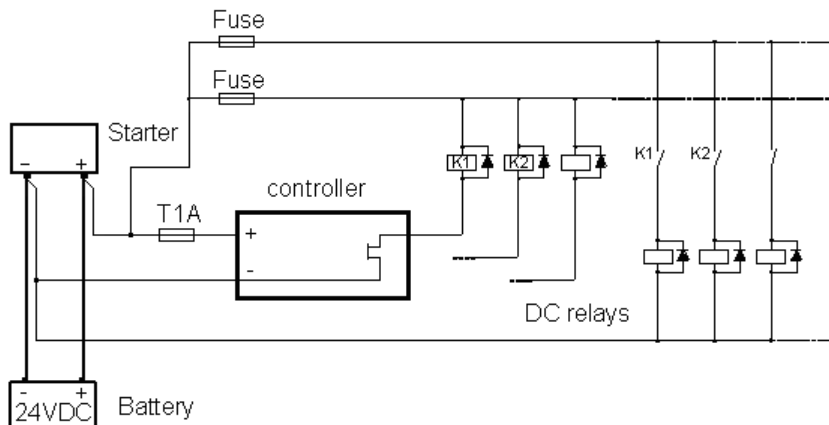 Fuse
Fuse
Starter
- +
K1 K2
K1 K2
controller
T1A
+
-
DC relays
- +
24VDC
Battery